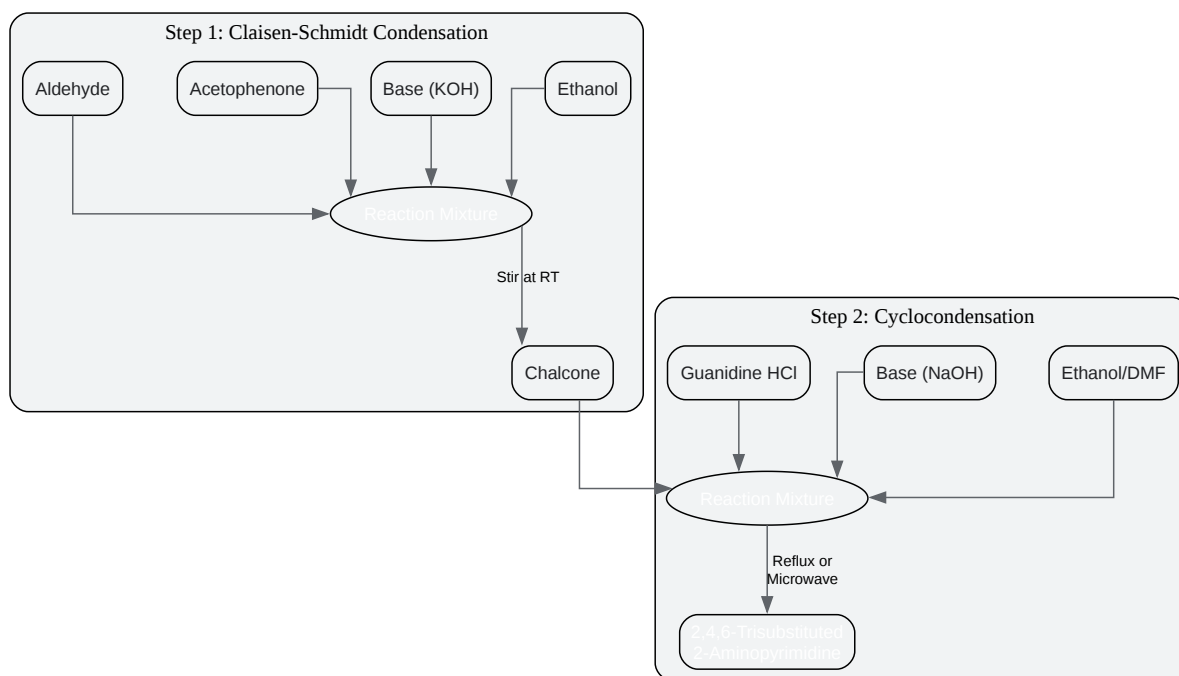 Step 1: Claisen-Schmidt Condensation
Aldehyde
Acetophenone
Base (KOH)
Ethanol
Reaction Mixture
Stir at RT
Chalcone
Step 2: Cyclocondensation
Guanidine HCl
Base (NaOH)
Ethanol/DMF
Reaction Mixture
Reflux or
Microwave
2,4,6-Trisubstituted
2-Aminopyrimidine